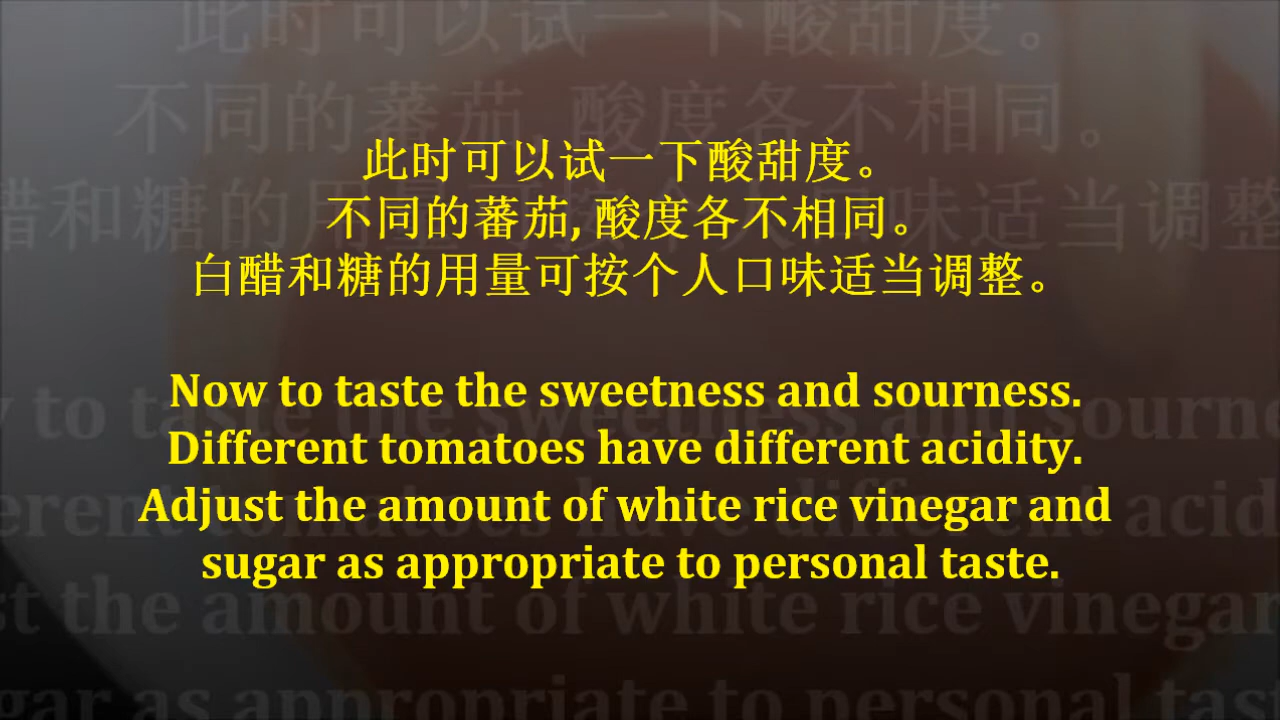 此时可以试一下酸甜度。
不同的蕃茄, 酸度各不相同。
白醋和糖的用量可按个人口味适当调整。
Now to taste the sweetness and sourness.
Different tomatoes have different acidity.
Adjust the amount of white rice vinegar and
sugar as appropriate to personal taste.